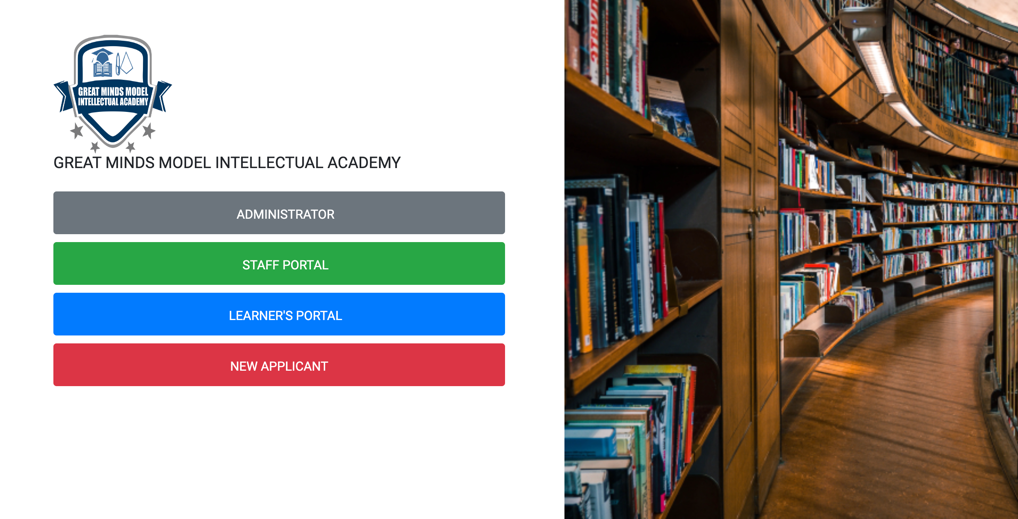 GREAT MINDS MODEL
INTELLECTUAL ACADEMY
GREAT MINDS MODEL INTELLECTUAL ACADEMY
ADMINISTRATOR
STAFF PORTAL
LEARNER'S PORTAL
NEW APPLICANT